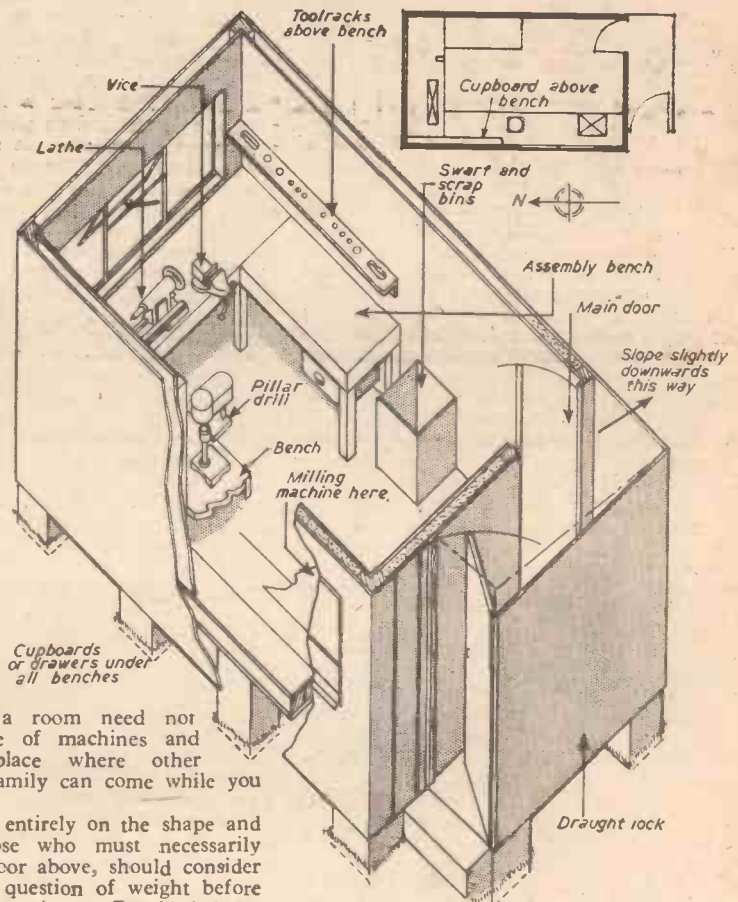 Toolracks
above bench
Vice
Lathe
Cupboard above
bench
Swarf and
scrap
bins
N
Assembly bench
Main door
Slope slightly
downwards
this way
Pillar
drill
Bench
Milling
machine here
Cupboards
or drawers under
all benches
Draught lock
a room need not
e of machines and
place where other
family can come while you
entirely on the shape and
se who must necessarily
oor above, should consider
question of weight before